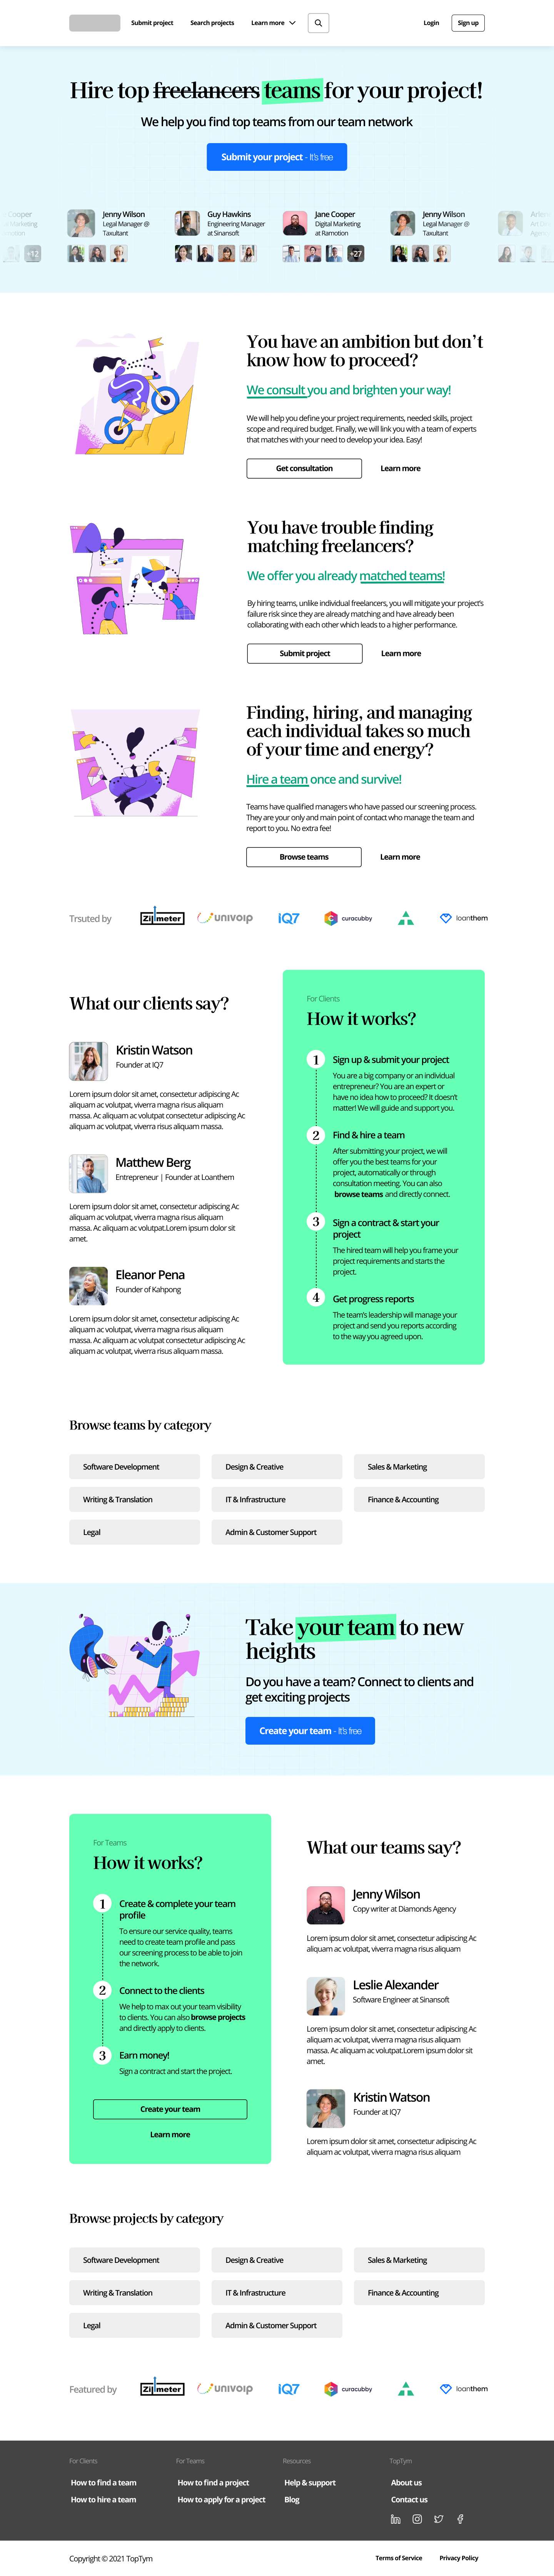 Submit project Search projects Learn more Login Sign up
Hire top freelancers teams for your project!
We help you find top teams from our team network
Submit your project - It's free
Cooper
Marketing
+12
Jenny Wilson
Legal Manager @
Taxultant
Guy Hawkins
Engineering Manager
at Sinansoft
Jane Cooper
Digital Marketing
at Ramotion
+27
Jenny Wilson
Legal Manager @
Taxultant
You have an ambition but don't
know how to proceed?
We consult you and brighten your way!
We will help you define your project requirements, needed skills, project
scope and required budget. Finally, we will link you with a team of experts
that matches with your need to develop your idea. Easy!
Get consultation Learn more
You have trouble finding
matching freelancers?
We offer you already matched teams!
By hiring teams, unlike individual freelancers, you will mitigate your project's
failure risk since they are already matching and have already been
collaborating with each other which leads to a higher performance.
Submit project Learn more
Finding, hiring, and managing
each individual takes so much
of your time and energy?
Hire a team once and survive!
Teams have qualified managers who have passed our screening process.
They are your only and main point of contact who manage the team and
report to you. No extra fee!
Browse teams Learn more
Trsuted by Zijlmeter univoip iQ7 curacubby loanthem
What our clients say?
Kristin Watson
Founder at IQ7
Lorem ipsum dolor sit amet, consectetur adipiscing Ac
aliquam ac volutpat, viverra magna risus aliquam
massa. Ac aliquam ac volutpat consectetur adipiscing Ac
aliquam ac volutpat, viverra risus aliquam massa.
Matthew Berg
Entrepreneur | Founder at Loanthem
Lorem ipsum dolor sit amet, consectetur adipiscing Ac
aliquam ac volutpat, viverra magna risus aliquam
massa. Ac aliquam ac volutpat.Lorem ipsum dolor sit
amet.
Eleanor Pena
Founder of Kahpong
Lorem ipsum dolor sit amet, consectetur adipiscing Ac
aliquam ac volutpat, viverra magna risus aliquam
massa. Ac aliquam ac volutpat consectetur adipiscing Ac
aliquam ac volutpat, viverra risus aliquam massa.
For Clients
How it works?
1 Sign up & submit your project
You are a big company or an individual
entrepreneur? You are an expert or
have no idea how to proceed? It doesn't
matter! We will guide and support you.
2 Find & hire a team
After submitting your project, we will
offer you the best teams for your
project, automatically or through
consultation meeting. You can also
browse teams and directly connect.
3 Sign a contract & start your
project
The hired team will help you frame your
project requirements and starts the
project.
4 Get progress reports
The team's leadership will manage your
project and send you reports according
to the way you agreed upon.
Browse teams by category
Software Development Design & Creative Sales & Marketing
Writing & Translation IT & Infrastructure Finance & Accounting
Legal Admin & Customer Support
Take your team to new
heights
Do you have a team? Connect to clients and
get exciting projects
Create your team - It's free
For Teams
How it works?
1 Create & complete your team
profile
To ensure our service quality, teams
need to create team profile and pass
our screening process to be able to join
the network.
2 Connect to the clients
We help to max out your team visibility
to clients. You can also browse projects
and directly apply to clients.
3 Earn money!
Sign a contract and start the project.
Create your team
Learn more
What our teams say?
Jenny Wilson
Copy writer at Diamonds Agency
Lorem ipsum dolor sit amet, consectetur adipiscing Ac
aliquam ac volutpat, viverra magna risus aliquam
Leslie Alexander
Software Engineer at Sinansoft
Lorem ipsum dolor sit amet, consectetur adipiscing Ac
aliquam ac volutpat, viverra magna risus aliquam
massa. Ac aliquam ac volutpat.Lorem ipsum dolor sit
amet.
Kristin Watson
Founder at IQ7
Lorem ipsum dolor sit amet, consectetur adipiscing Ac
aliquam ac volutpat, viverra magna risus aliquam
Browse projects by category
Software Development Design & Creative Sales & Marketing
Writing & Translation IT & Infrastructure Finance & Accounting
Legal Admin & Customer Support
Featured by Zijlmeter univoip iQ7 curacubby loanthem
For Clients For Teams Resources TopTym
How to find a team How to find a project Help & support About us
How to hire a team How to apply for a project Blog Contact us
Copyright © 2021 TopTym Terms of Service Privacy Policy